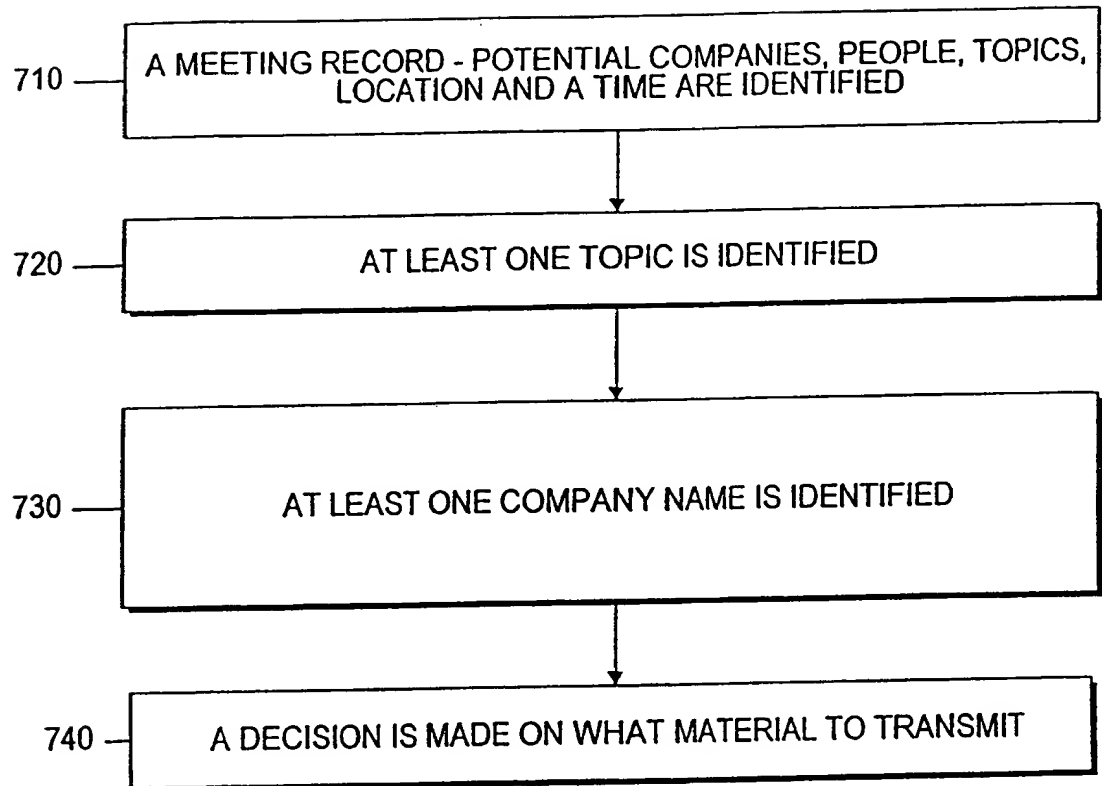 710
A MEETING RECORD - POTENTIAL COMPANIES, PEOPLE, TOPICS,
LOCATION AND A TIME ARE IDENTIFIED
720
AT LEAST ONE TOPIC IS IDENTIFIED
730
AT LEAST ONE COMPANY NAME IS IDENTIFIED
740
A DECISION IS MADE ON WHAT MATERIAL TO TRANSMIT